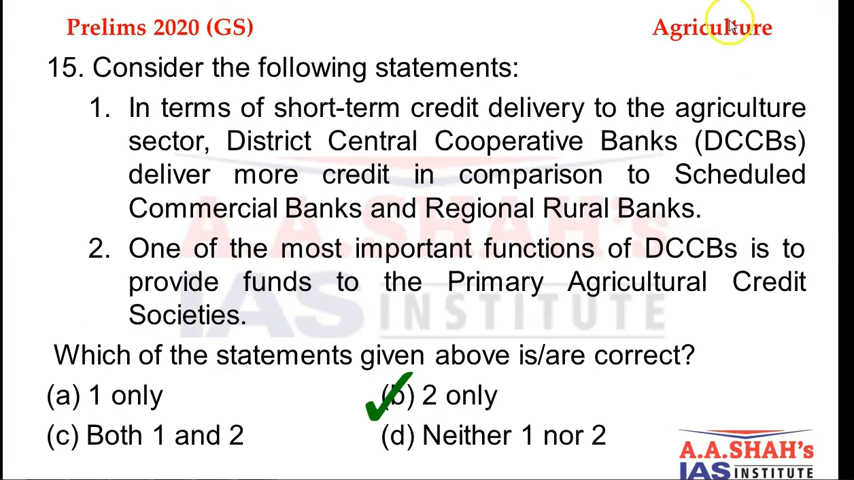 Prelims 2020 (GS) Agriculture
15. Consider the following statements:
1. In terms of short-term credit delivery to the agriculture
sector, District Central Cooperative Banks (DCCBs)
deliver more credit in comparison to Scheduled
Commercial Banks and Regional Rural Banks.
2. One of the most important functions of DCCBs is to
provide funds to the Primary Agricultural Credit
Societies.
Which of the statements given above is/are correct?
(a) 1 only (b) 2 only
(c) Both 1 and 2 (d) Neither 1 nor 2
A.A.SHAH's
IAS INSTITUTE
A.A.SHAH's
IAS INSTITUTE